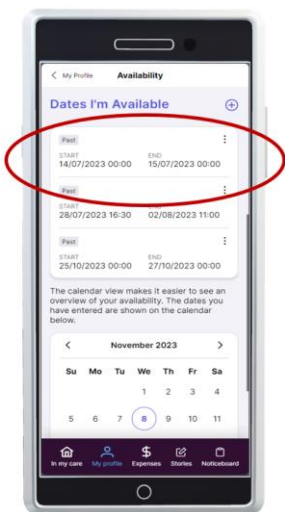 My Profile Availability
Dates I'm Available
Past
START END
14/07/2023 00:00 15/07/2023 00:00
Past
START END
28/07/2023 16:30 02/08/2023 11:00
Past
START END
25/10/2023 00:00 27/10/2023 00:00
The calendar view makes it easier to see an
overview of your availability. The dates you
have entered are shown on the calendar
below.
November 2023
Su Mo Tu We Th Fr Sa
1 2 3 4
5 6 7 8 9 10 11
In my care My profile Expenses Stories Noticeboard